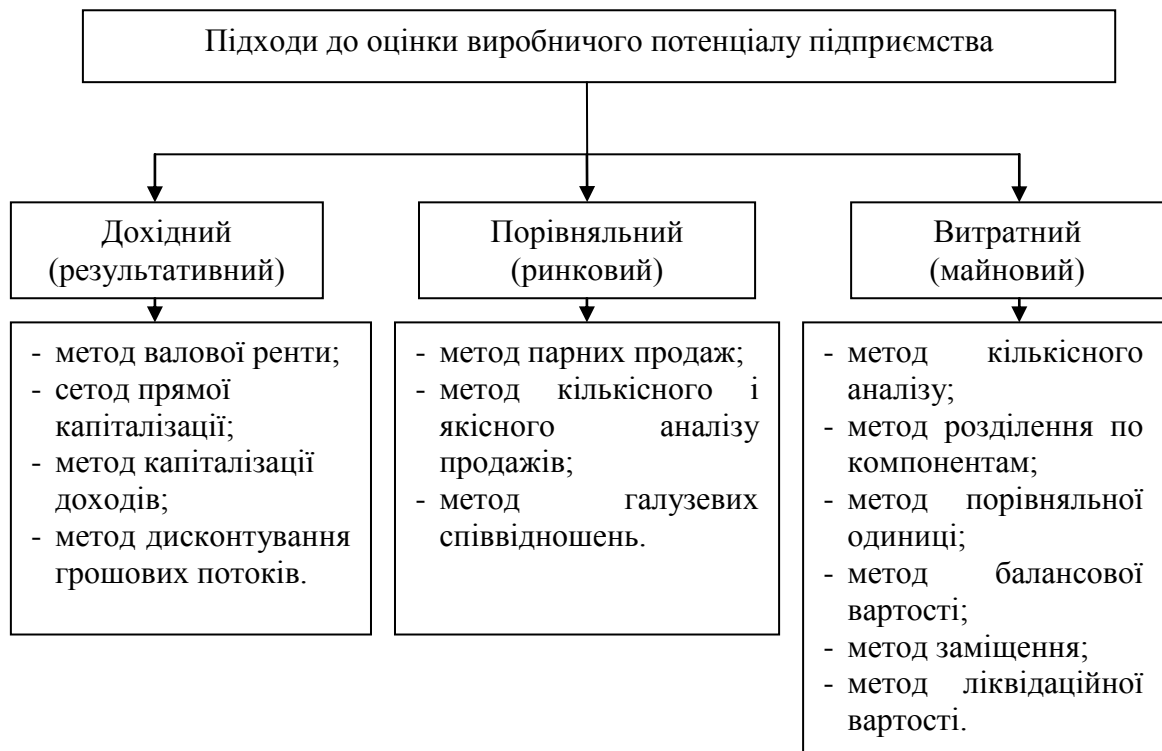 Підходи до оцінки виробничого потенціалу підприємства
Дохідний
(результативний)
Порівняльний
(ринковий)
Витратний
(майновий)
- метод валової ренти;
- сетод прямої
капіталізації;
- метод капіталізації
доходів;
- метод дисконтування
грошових потоків.
- метод парних продаж;
- метод кількісного і
якісного аналізу
продажів;
- метод галузевих
співвідношень.
- метод кількісного
аналізу;
- метод розділення по
компонентам;
- метод порівняльної
одиниці;
- метод балансової
вартості;
- метод заміщення;
- метод ліквідаційної
вартості.